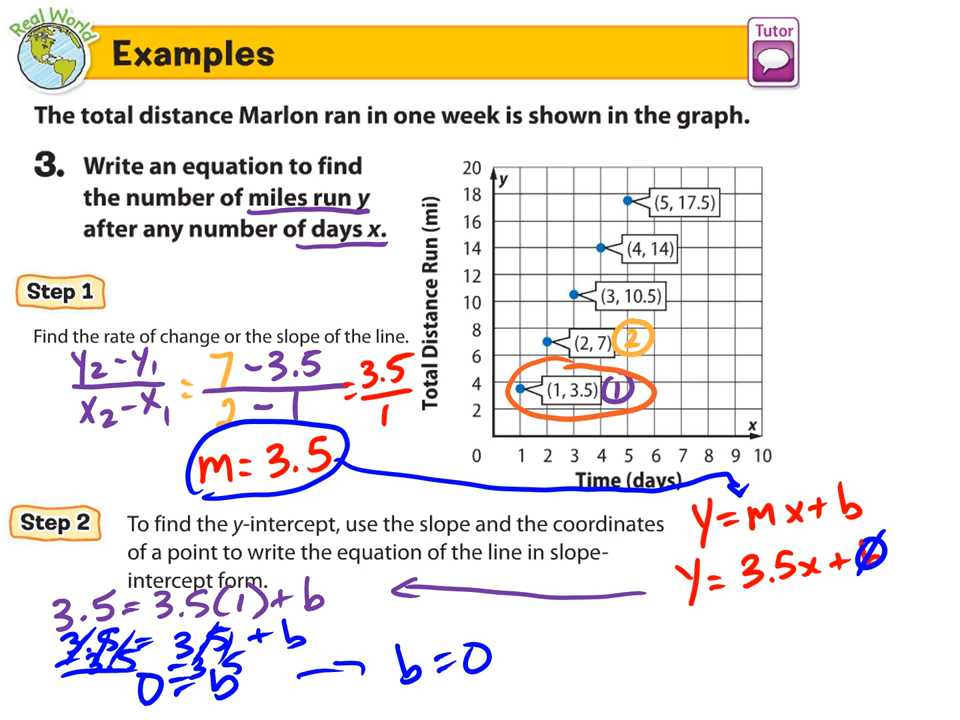 Real World
Examples
Tutor
The total distance Marlon ran in one week is shown in the graph.
3. Write an equation to find
the number of miles run y
after any number of days x.
Total Distance Run (mi)
20
18
16
14
12
10
8
6
4
2
y
(5, 17.5)
(4, 14)
(3, 10.5)
(2, 7) 2
(1, 3.5) 1
x
0 1 2 3 4 5 6 7 8 9 10
Time (days)
Step 1
Find the rate of change or the slope of the line.
y2 - y1 / x2 - x1 = 7 - 3.5 / 2 - 1 = 3.5 / 1
m = 3.5
Step 2
To find the y-intercept, use the slope and the coordinates
of a point to write the equation of the line in slope-
intercept form.
y = mx + b
y = 3.5x + 0
3.5 = 3.5(1) + b
3.5 = 3.5 + b
0 = b
b = 0